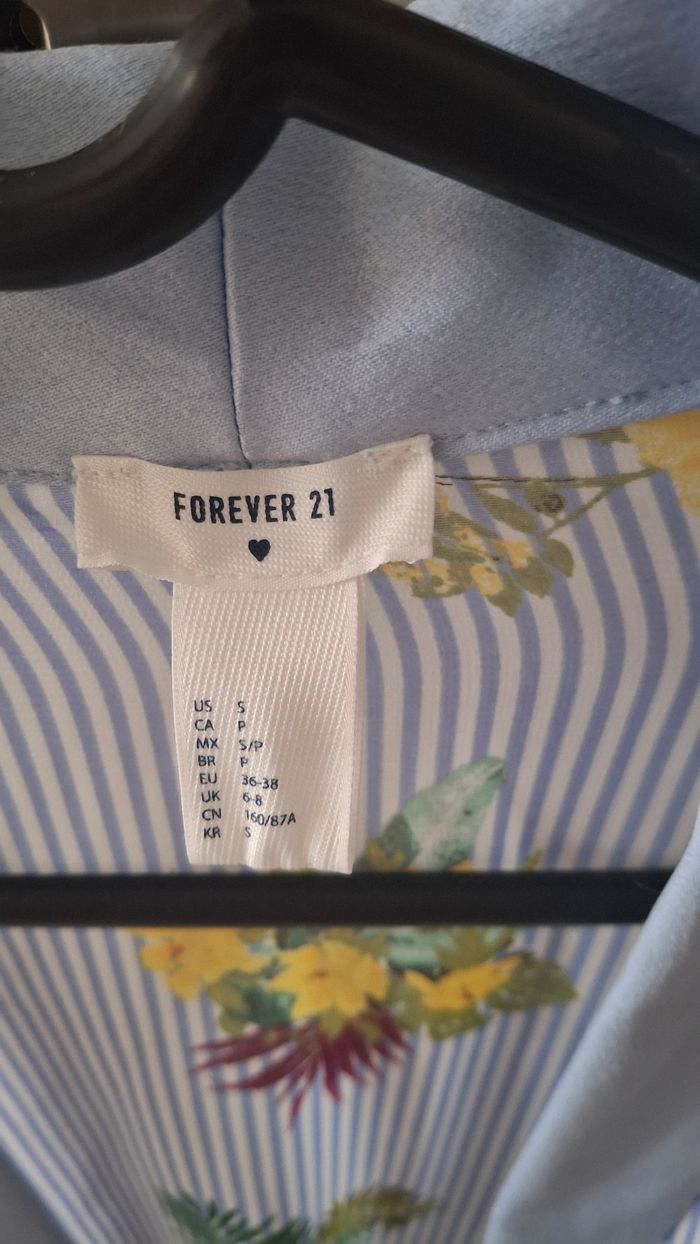 FOREVER 21
US S
CA P
MX S/P
BR P
EU 36-38
UK 6-8
CN 160/87A
KR S